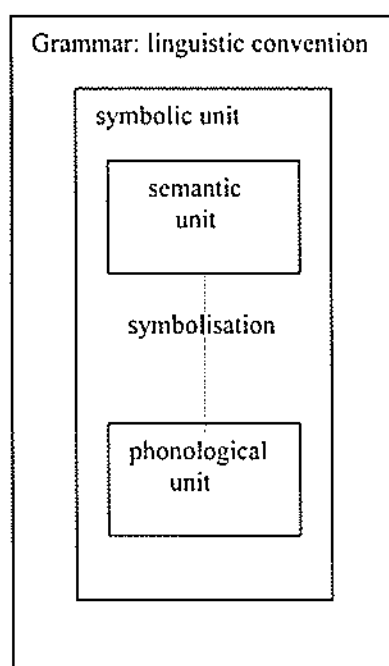 Grammar: linguistic convention
symbolic unit
semantic
unit
symbolisation
phonological
unit